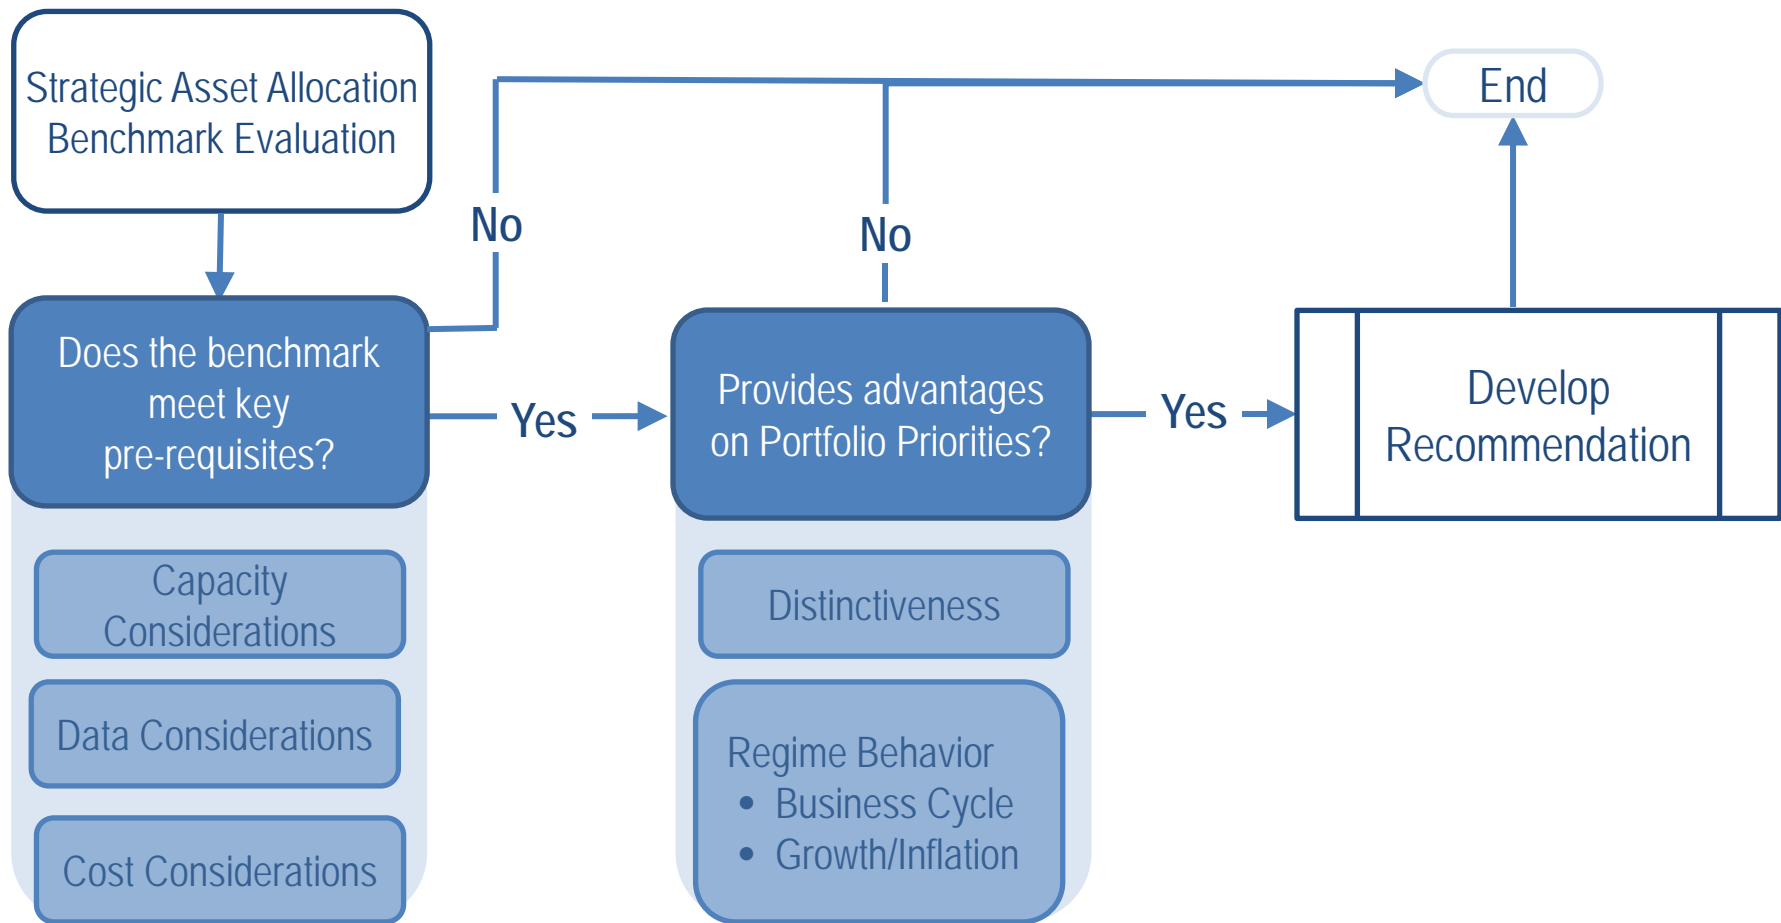 Strategic Asset Allocation
Benchmark Evaluation
End
No
No
Does the benchmark
meet key
pre-requisites?
Yes
Provides advantages
on Portfolio Priorities?
Yes
Develop
Recommendation
Capacity
Considerations
Data Considerations
Cost Considerations
Distinctiveness
Regime Behavior
• Business Cycle
• Growth/Inflation